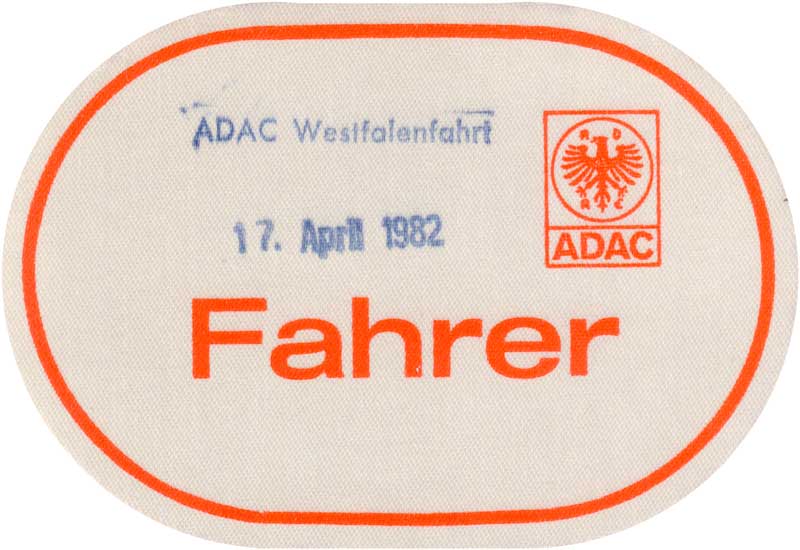 ADAC Westfalenfahrt
A D
A C
ADAC
17. April 1982
Fahrer